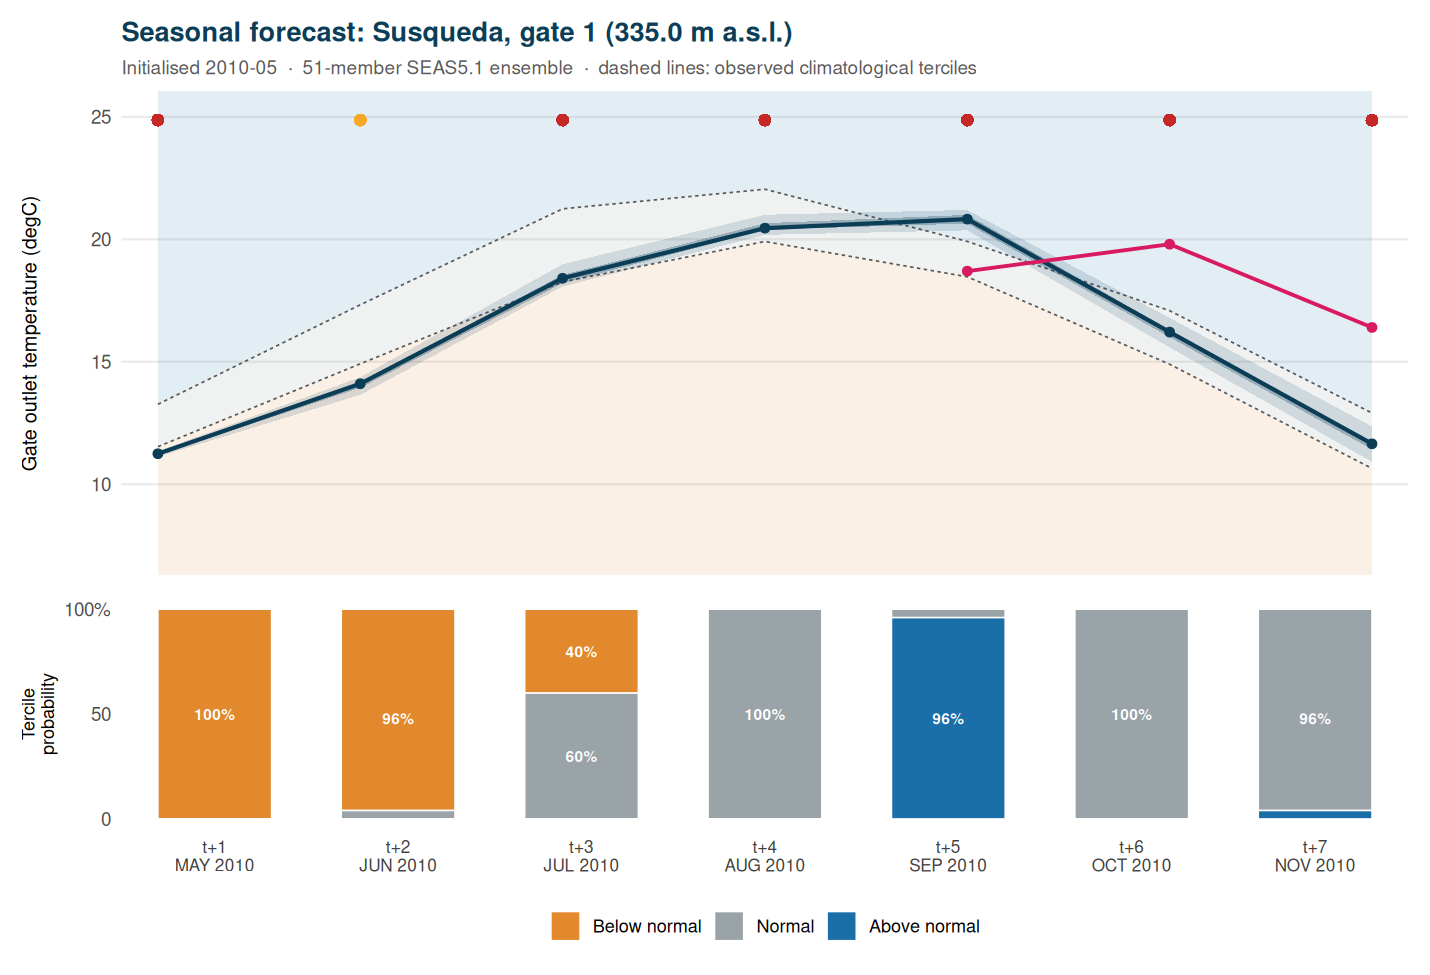 Seasonal forecast: Susqueda, gate 1 (335.0 m a.s.l.)
Initialised 2010-05 · 51-member SEAS5.1 ensemble · dashed lines: observed climatological terciles
Gate outlet temperature (degC)
25
20
15
10
Tercile
probability
100%
50
0
100%
96%
40%
60%
100%
96%
100%
96%
t+1
MAY 2010
t+2
JUN 2010
t+3
JUL 2010
t+4
AUG 2010
t+5
SEP 2010
t+6
OCT 2010
t+7
NOV 2010
Below normal
Normal
Above normal